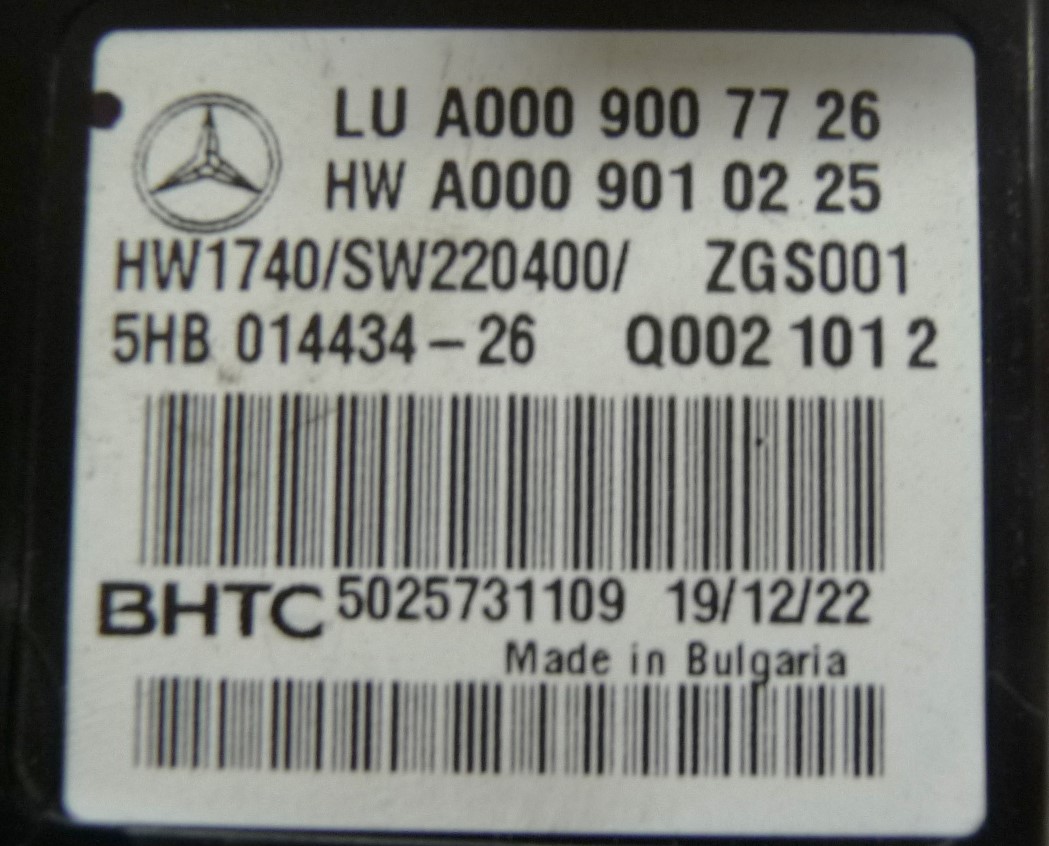 LU A000 900 77 26
HW A000 901 02 25
HW1740/SW220400/ ZGS001
5HB 014434-26 Q002 101 2
BHTC 5025731109 19/12/22
Made in Bulgaria